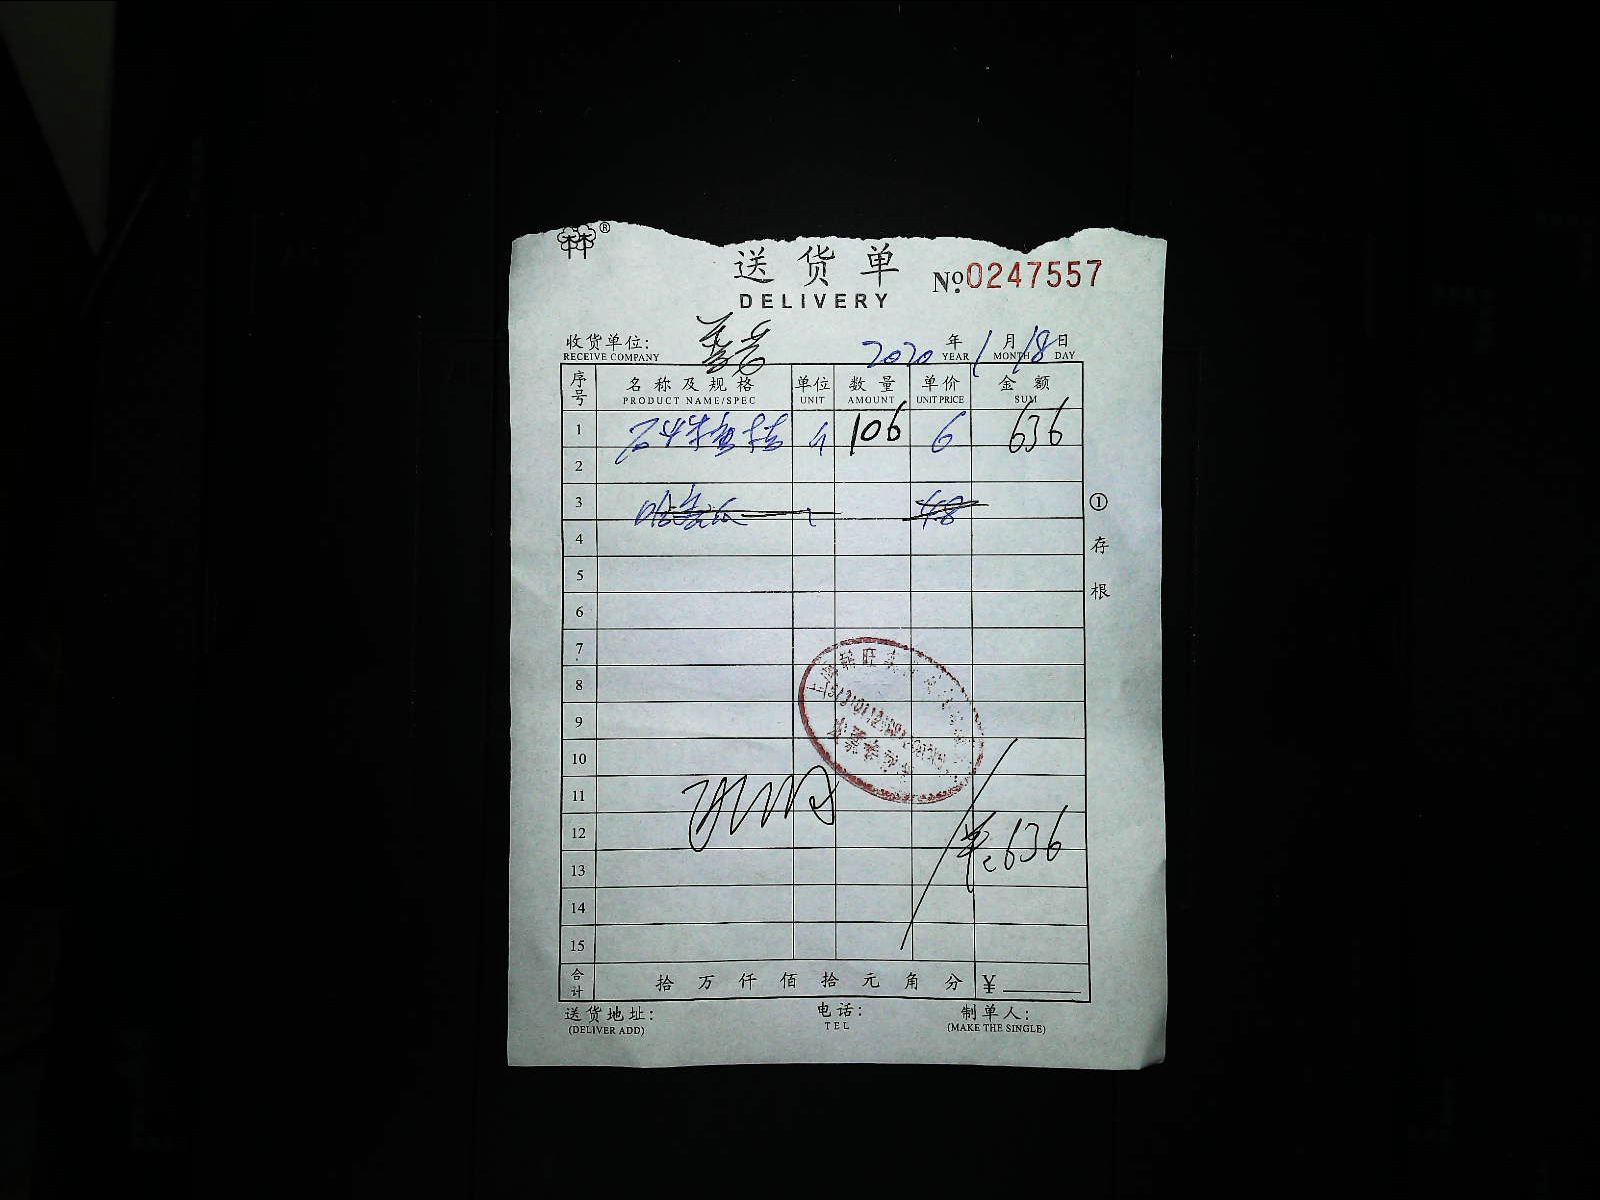 送货单 №0247557
DELIVERY
收货单位: 2020 年 1 月 18 日
RECEIVE COMPANY YEAR MONTH DAY
序号 名称及规格 单位 数量 单价 金额
PRODUCT NAME/SPEC UNIT AMOUNT UNIT PRICE SUM
1 106 6 636
2
3 哈 4.8
4
5
6
7
8
9
10
11
12 636
13
14
15
合计 拾 万 仟 佰 拾 元 角 分 ¥
送货地址: 电话: 制单人:
(DELIVER ADD) TEL (MAKE THE SINGLE)
① 存根